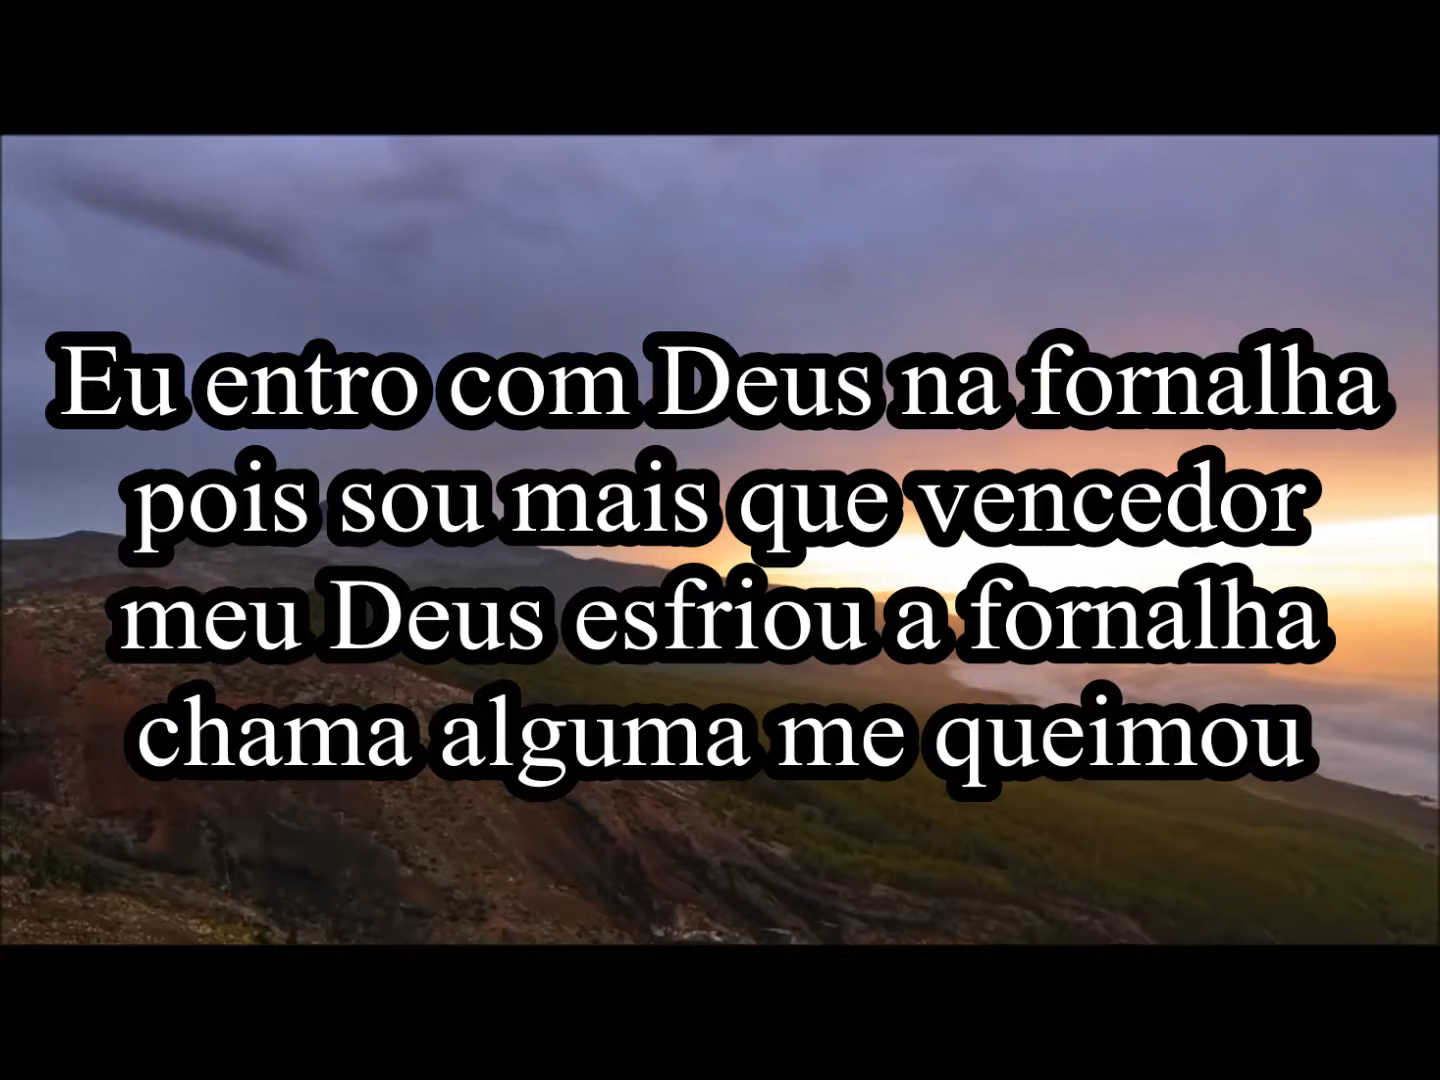 Eu entro com Deus na fornalha
pois sou mais que vencedor
meu Deus esfriou a fornalha
chama alguma me queimou